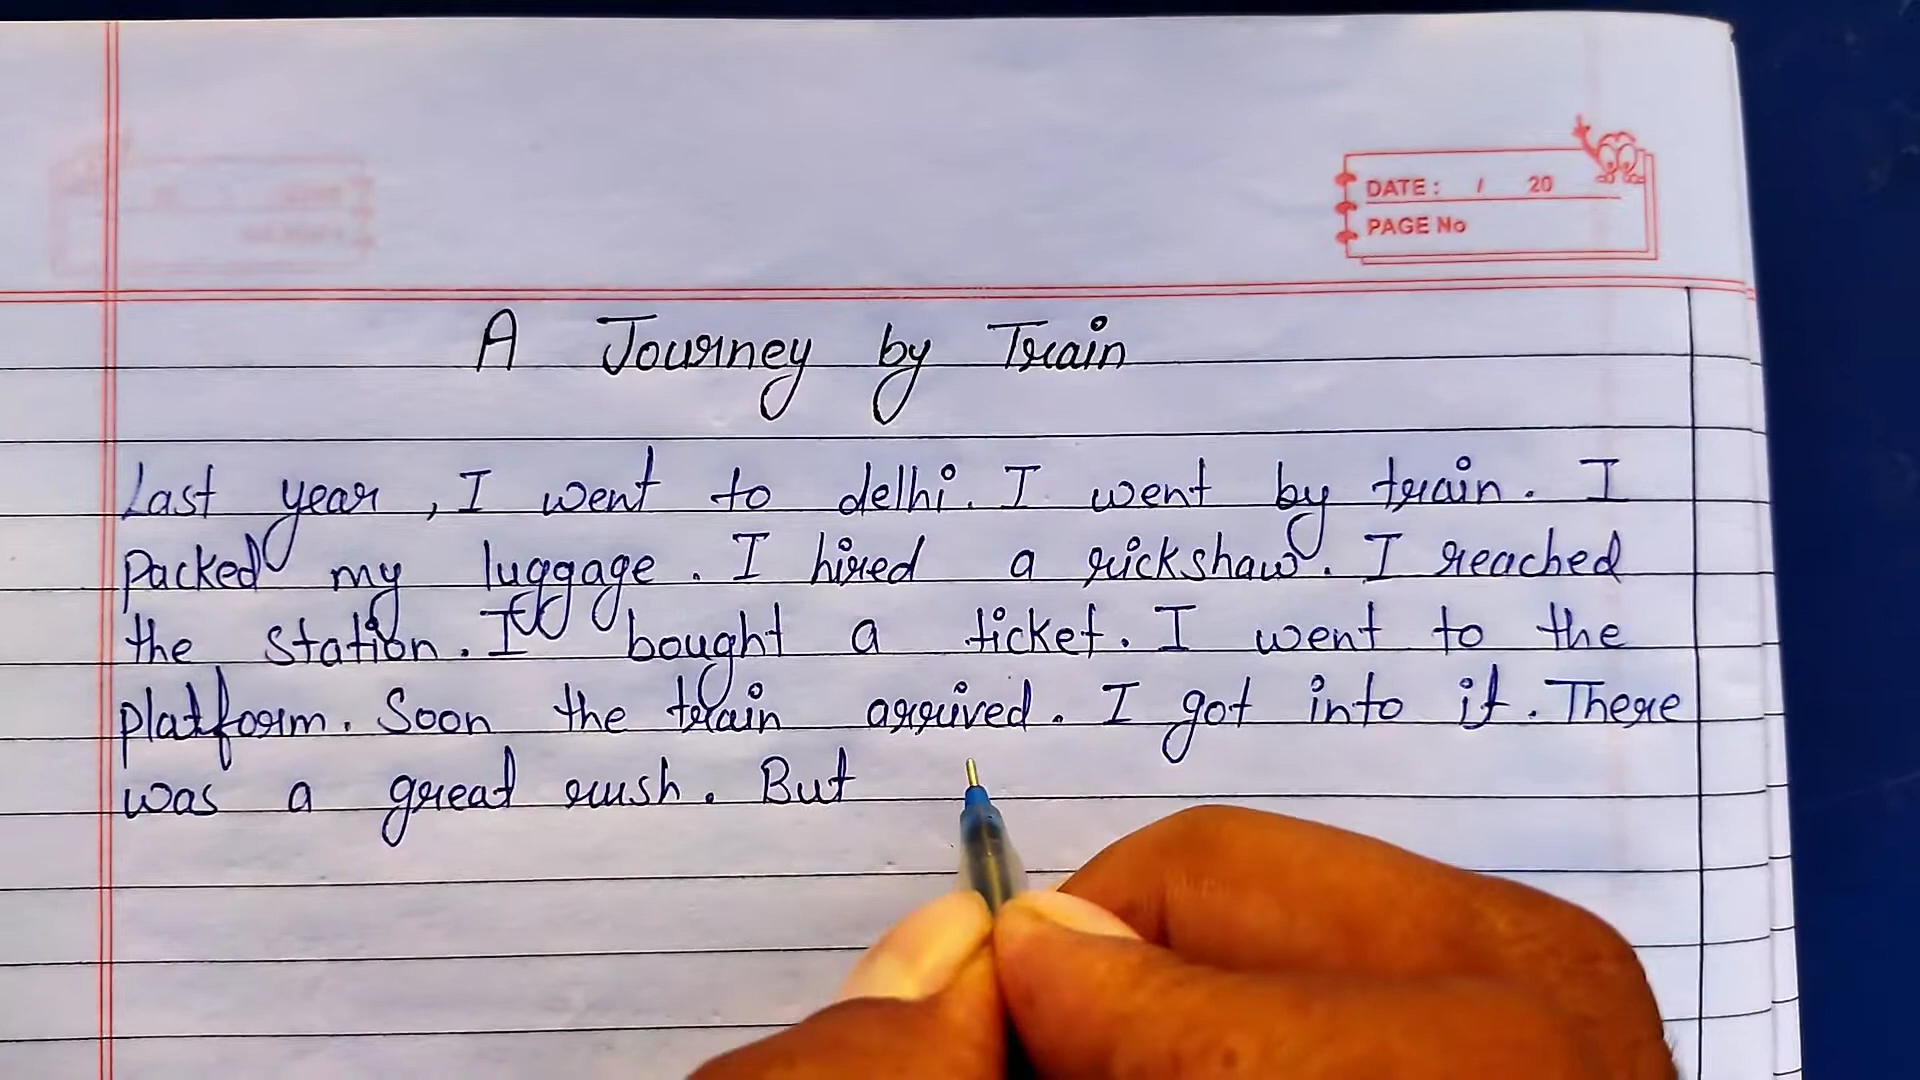 DATE: / 20
PAGE No
A Journey by Train
Last year, I went to delhi. I went by train. I
Packed my luggage. I hired a rickshaw. I reached
the station. I bought a ticket. I went to the
platform. Soon the train arrived. I got into it. There
was a great rush. But